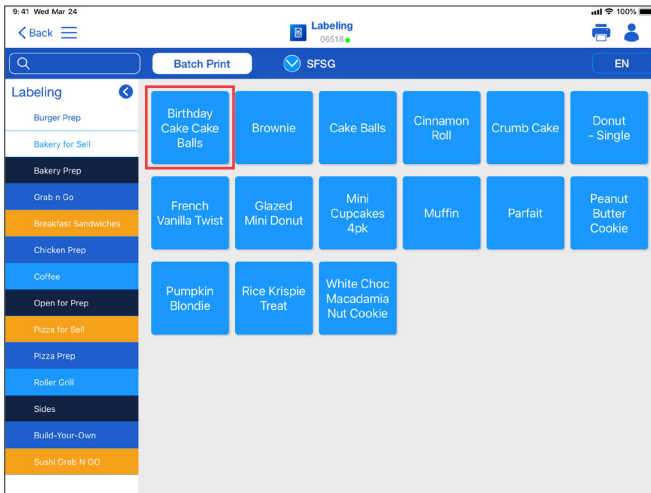 9:41 Wed Mar 24
100%
Back
Labeling
06518
Batch Print
SFSG
EN
Labeling
Burger Prep
Bakery for Sell
Bakery Prep
Grab n Go
Breakfast Sandwiches
Chicken Prep
Coffee
Open for Prep
Pizza for Sell
Pizza Prep
Roller Grill
Sides
Build-Your-Own
Sushi Grab N GO
Birthday
Cake Cake
Balls
Brownie
Cake Balls
Cinnamon
Roll
Crumb Cake
Donut
- Single
French
Vanilla Twist
Glazed
Mini Donut
Mini
Cupcakes
4pk
Muffin
Parfait
Peanut
Butter
Cookie
Pumpkin
Blondie
Rice Krispie
Treat
White Choc
Macadamia
Nut Cookie